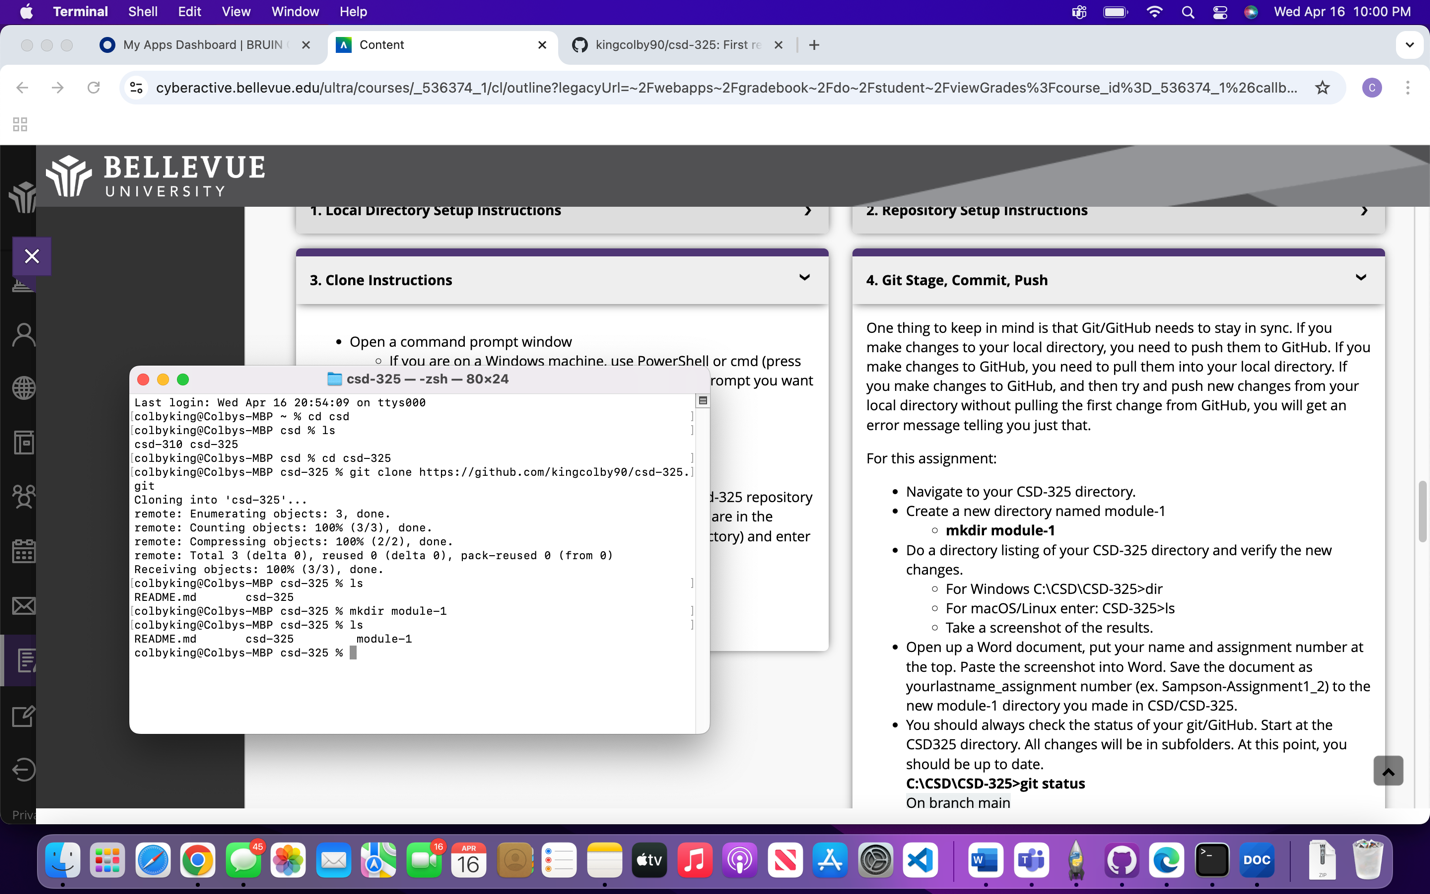 Terminal Shell Edit View Window Help Wed Apr 16 10:00 PM
My Apps Dashboard | BRUIN
Content
kingcolby90/csd-325: First re
cyberactive.bellevue.edu/ultra/courses/_536374_1/cl/outline?legacyUrl=~2Fwebapps~2Fgradebook~2Fdo~2Fstudent~2FviewGrades%3Fcourse_id%3D_536374_1%26callb...
C
BELLEVUE
UNIVERSITY
1. Local Directory Setup Instructions
2. Repository Setup Instructions
3. Clone Instructions
• Open a command prompt window
◦ If you are on a Windows machine, use PowerShell or cmd (press
rompt you want
d-325 repository
are in the
ctory) and enter
csd-325 — -zsh — 80×24
Last login: Wed Apr 16 20:54:09 on ttys000
[colbyking@Colbys-MBP ~ % cd csd ]
[colbyking@Colbys-MBP csd % ls ]
csd-310 csd-325
[colbyking@Colbys-MBP csd % cd csd-325 ]
[colbyking@Colbys-MBP csd-325 % git clone https://github.com/kingcolby90/csd-325.]
git
Cloning into 'csd-325'...
remote: Enumerating objects: 3, done.
remote: Counting objects: 100% (3/3), done.
remote: Compressing objects: 100% (2/2), done.
remote: Total 3 (delta 0), reused 0 (delta 0), pack-reused 0 (from 0)
Receiving objects: 100% (3/3), done.
[colbyking@Colbys-MBP csd-325 % ls ]
README.md csd-325
[colbyking@Colbys-MBP csd-325 % mkdir module-1 ]
[colbyking@Colbys-MBP csd-325 % ls ]
README.md csd-325 module-1
colbyking@Colbys-MBP csd-325 %
4. Git Stage, Commit, Push
One thing to keep in mind is that Git/GitHub needs to stay in sync. If you
make changes to your local directory, you need to push them to GitHub. If you
make changes to GitHub, you need to pull them into your local directory. If
you make changes to GitHub, and then try and push new changes from your
local directory without pulling the first change from GitHub, you will get an
error message telling you just that.
For this assignment:
• Navigate to your CSD-325 directory.
• Create a new directory named module-1
◦ mkdir module-1
• Do a directory listing of your CSD-325 directory and verify the new
changes.
◦ For Windows C:\CSD\CSD-325>dir
◦ For macOS/Linux enter: CSD-325>ls
◦ Take a screenshot of the results.
• Open up a Word document, put your name and assignment number at
the top. Paste the screenshot into Word. Save the document as
yourlastname_assignment number (ex. Sampson-Assignment1_2) to the
new module-1 directory you made in CSD/CSD-325.
• You should always check the status of your git/GitHub. Start at the
CSD325 directory. All changes will be in subfolders. At this point, you
should be up to date.
C:\CSD\CSD-325>git status
On branch main
Priva
45
16
APR
16
tv
DOC
ZIP